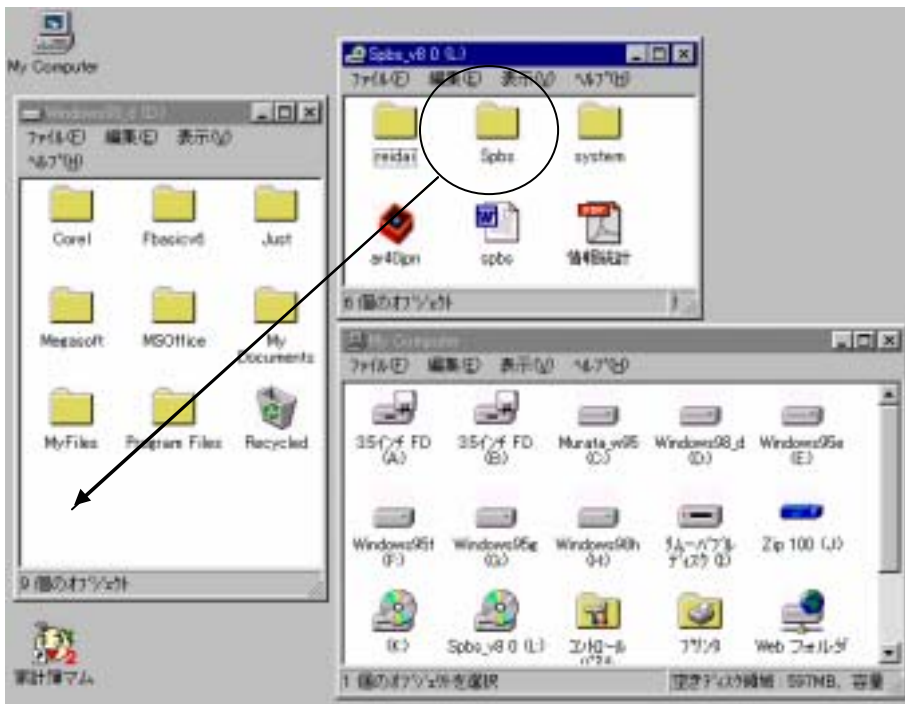 My Computer
Spbs_v8 0 (L:)
ファイル(F) 編集(E) 表示(V) ヘルプ(H)
reidai
Spbs
system
ar40jpn
spbs
情報統計
6 個のオブジェクト
Windows98_d (D:)
ファイル(F) 編集(E) 表示(V)
ヘルプ(H)
Corel
Fbasicv6
Just
Megasoft
MSOffice
My
Documents
MyFiles
Program Files
Recycled
9 個のオブジェクト
家計簿マム
2
My Computer
ファイル(F) 編集(E) 表示(V) ヘルプ(H)
3.5インチ FD
(A:)
3.5インチ FD
(B:)
Murata_w95
(C:)
Windows98_d
(D:)
Windows95e
(E:)
Windows95f
(F:)
Windows95g
(G:)
Windows98h
(H:)
リムーバブル
ディスク (I:)
Zip 100 (J:)
(K:)
Spbs_v8 0 (L:)
コントロール
パネル
プリンタ
Web フォルダ
1 個のオブジェクトを選択
空きディスク領域 : 597MB、容量